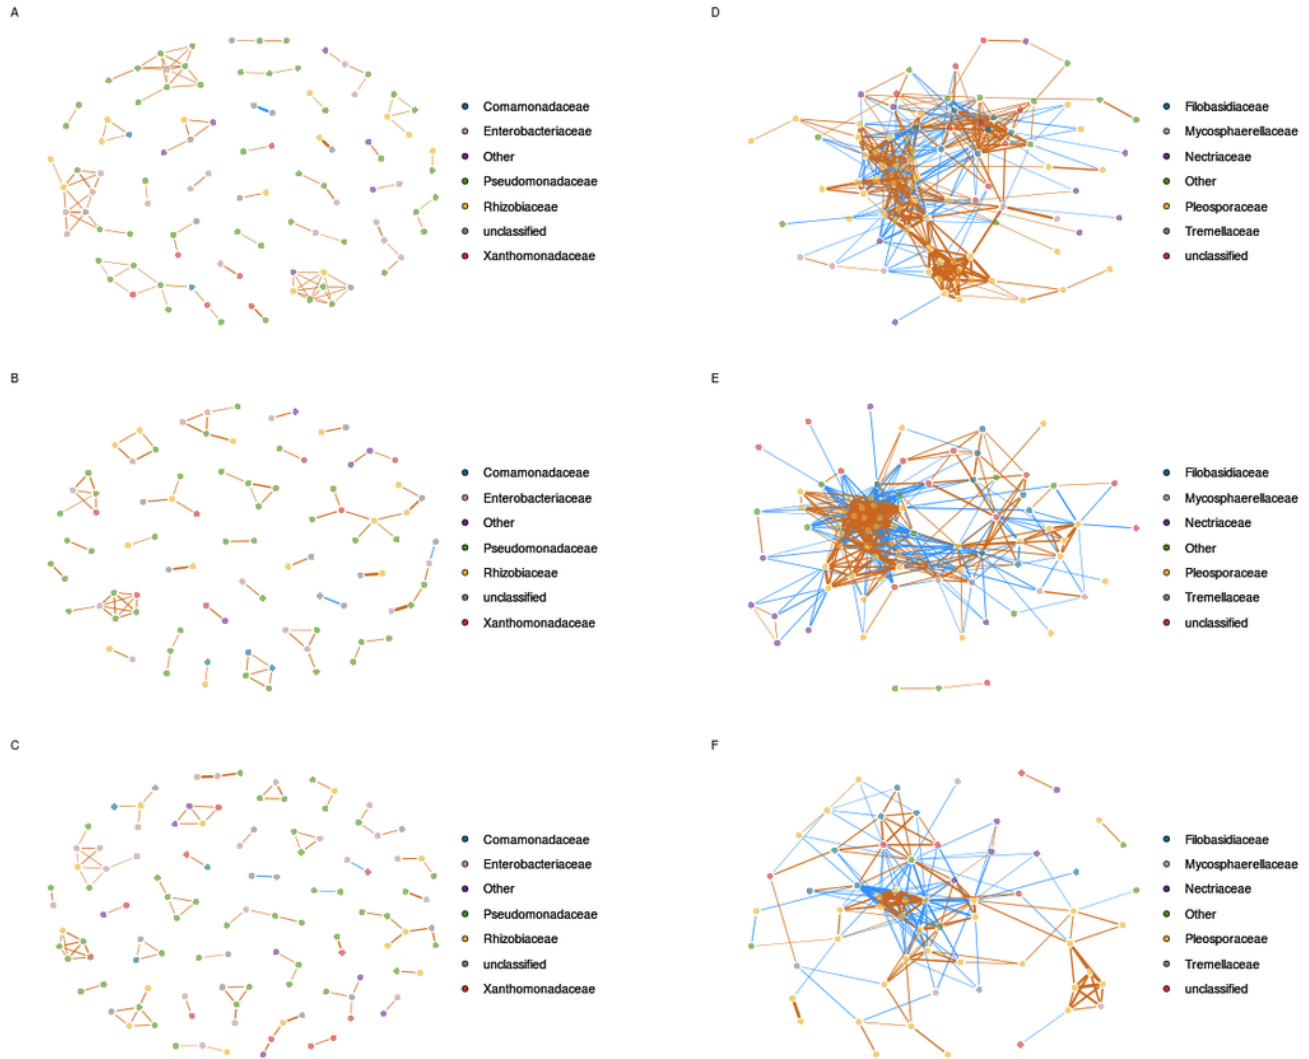 A
Comamonadaceae
Enterobacteriaceae
Other
Pseudomonadaceae
Rhizobiaceae
unclassified
Xanthomonadaceae
D
Filobasidiaceae
Mycosphaerellaceae
Nectriaceae
Other
Pleosporaceae
Tremellaceae
unclassified
B
Comamonadaceae
Enterobacteriaceae
Other
Pseudomonadaceae
Rhizobiaceae
unclassified
Xanthomonadaceae
E
Filobasidiaceae
Mycosphaerellaceae
Nectriaceae
Other
Pleosporaceae
Tremellaceae
unclassified
C
Comamonadaceae
Enterobacteriaceae
Other
Pseudomonadaceae
Rhizobiaceae
unclassified
Xanthomonadaceae
F
Filobasidiaceae
Mycosphaerellaceae
Nectriaceae
Other
Pleosporaceae
Tremellaceae
unclassified